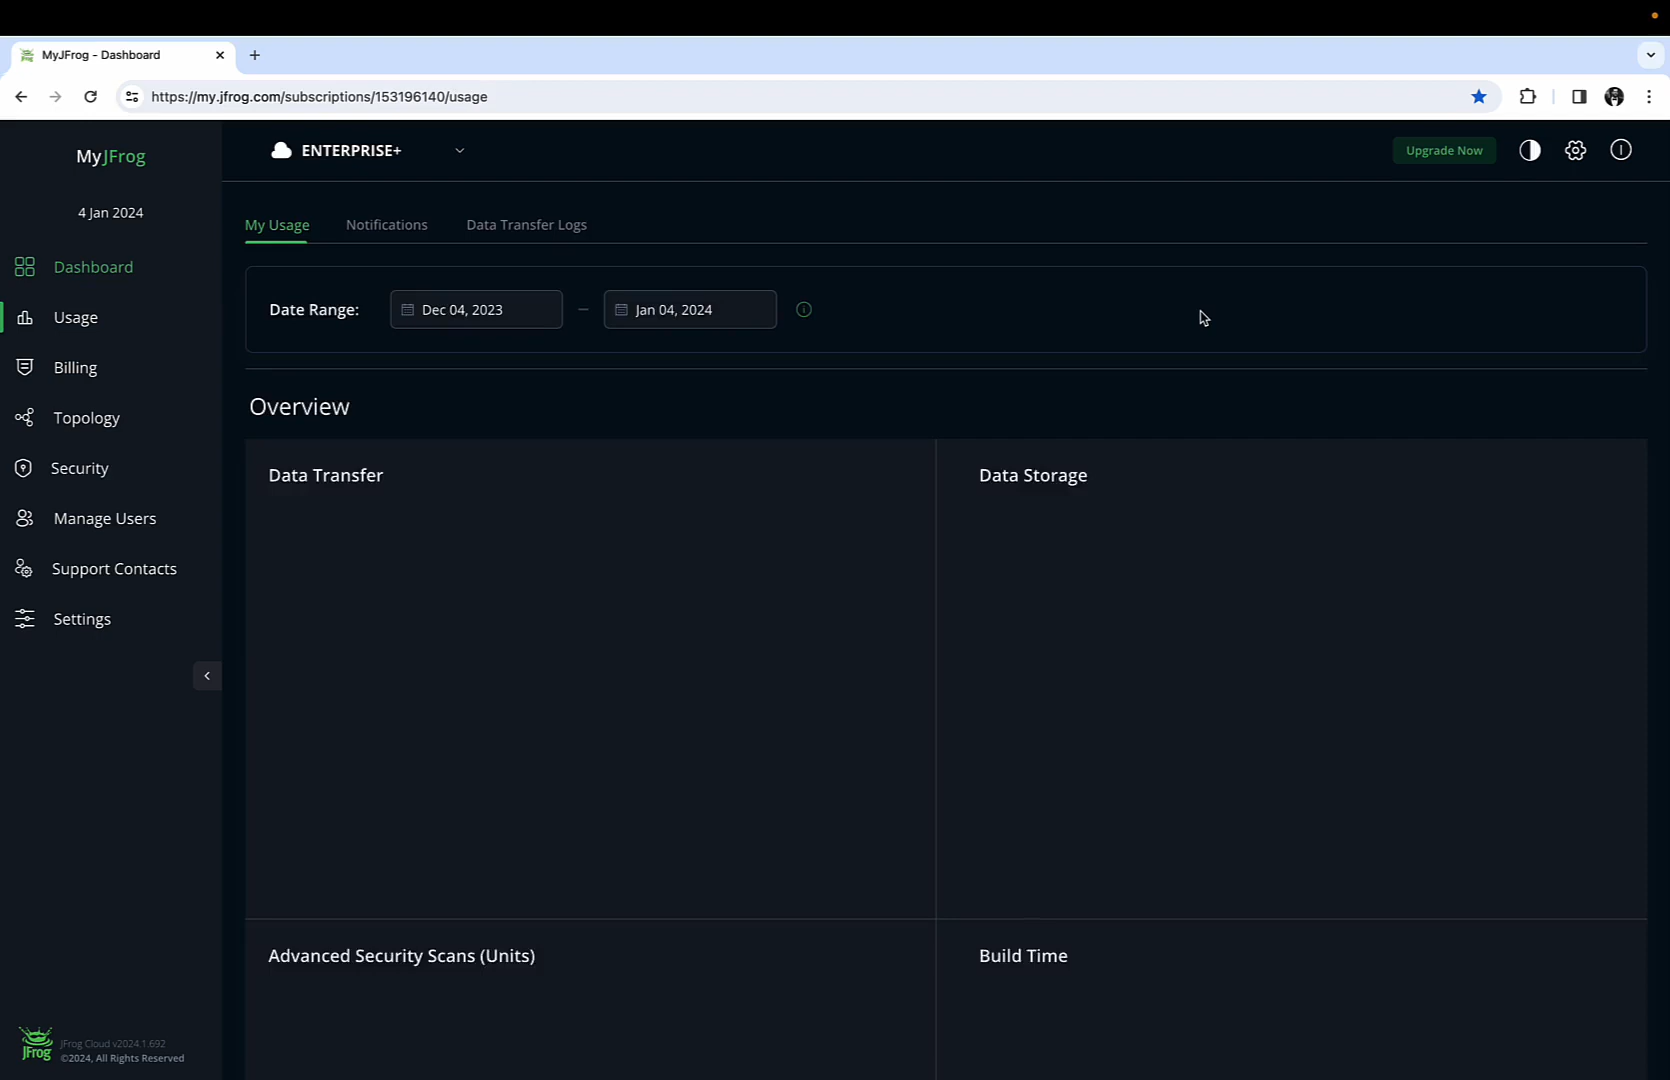 MyJFrog - Dashboard
https://my.jfrog.com/subscriptions/153196140/usage
MyJFrog
4 Jan 2024
Dashboard
Usage
Billing
Topology
Security
Manage Users
Support Contacts
Settings
JFrog
JFrog Cloud v2024.1.692
©2024, All Rights Reserved
ENTERPRISE+
Upgrade Now
My Usage
Notifications
Data Transfer Logs
Date Range:
Dec 04, 2023
–
Jan 04, 2024
Overview
Data Transfer
Data Storage
Advanced Security Scans (Units)
Build Time